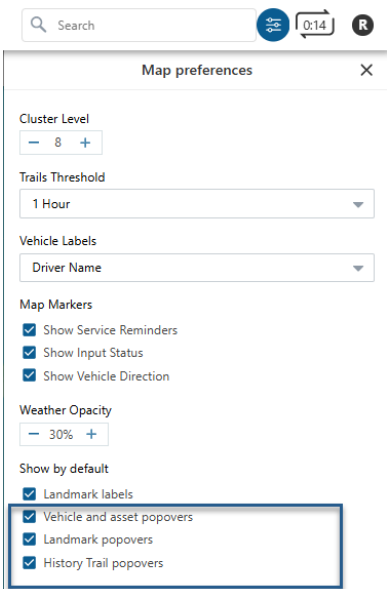 Search
0:14
R
Map preferences
Cluster Level
− 8 +
Trails Threshold
1 Hour
Vehicle Labels
Driver Name
Map Markers
Show Service Reminders
Show Input Status
Show Vehicle Direction
Weather Opacity
− 30% +
Show by default
Landmark labels
Vehicle and asset popovers
Landmark popovers
History Trail popovers